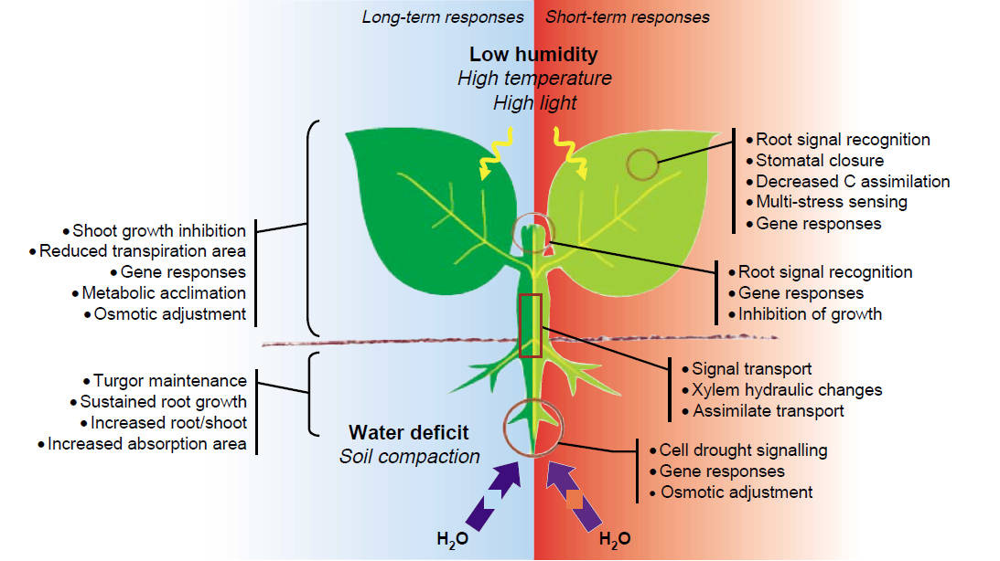 Long-term responses
Short-term responses
Low humidity
High temperature
High light
• Root signal recognition
• Stomatal closure
• Decreased C assimilation
• Multi-stress sensing
• Gene responses
• Shoot growth inhibition
• Reduced transpiration area
• Gene responses
• Metabolic acclimation
• Osmotic adjustment
• Root signal recognition
• Gene responses
• Inhibition of growth
• Turgor maintenance
• Sustained root growth
• Increased root/shoot
• Increased absorption area
• Signal transport
• Xylem hydraulic changes
• Assimilate transport
Water deficit
Soil compaction
• Cell drought signalling
• Gene responses
• Osmotic adjustment
H₂O
H₂O